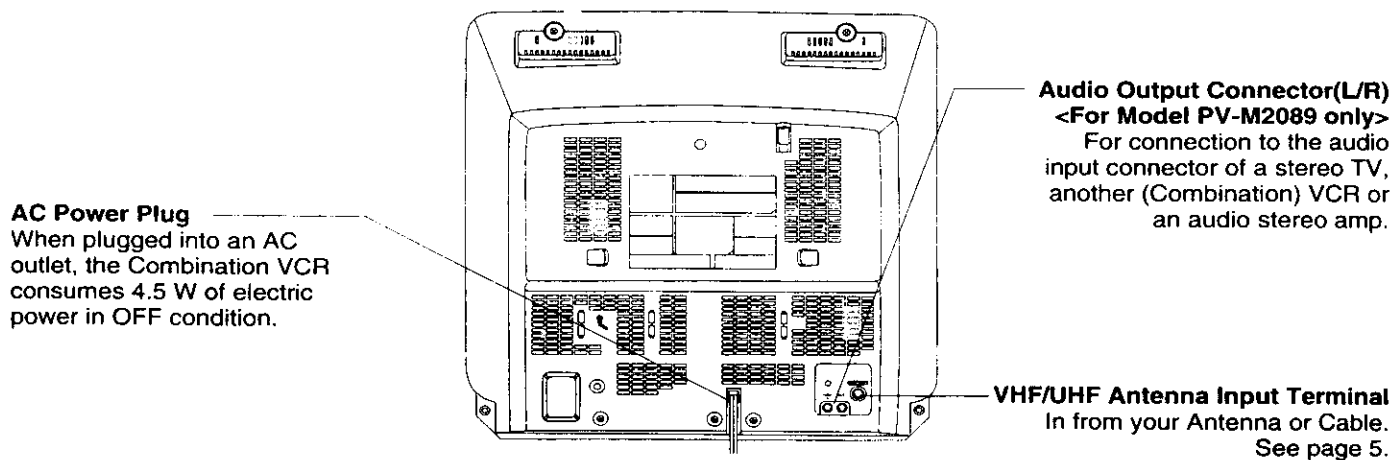 AC Power Plug
When plugged into an AC
outlet, the Combination VCR
consumes 4.5 W of electric
power in OFF condition.
Audio Output Connector(L/R)
<For Model PV-M2089 only>
For connection to the audio
input connector of a stereo TV,
another (Combination) VCR or
an audio stereo amp.
VHF/UHF Antenna Input Terminal
In from your Antenna or Cable.
See page 5.